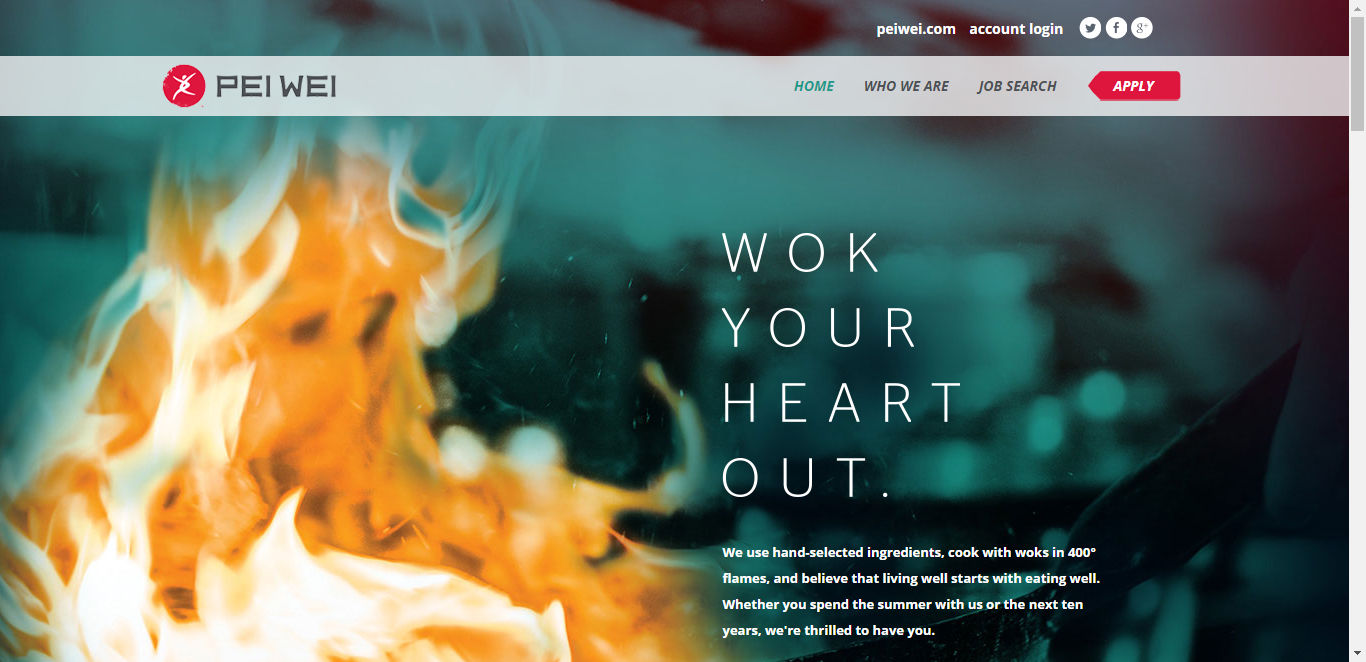 peiwei.com account login
PEI WEI
HOME WHO WE ARE JOB SEARCH APPLY
WOK
YOUR
HEART
OUT.
We use hand-selected ingredients, cook with woks in 400°
flames, and believe that living well starts with eating well.
Whether you spend the summer with us or the next ten
years, we're thrilled to have you.